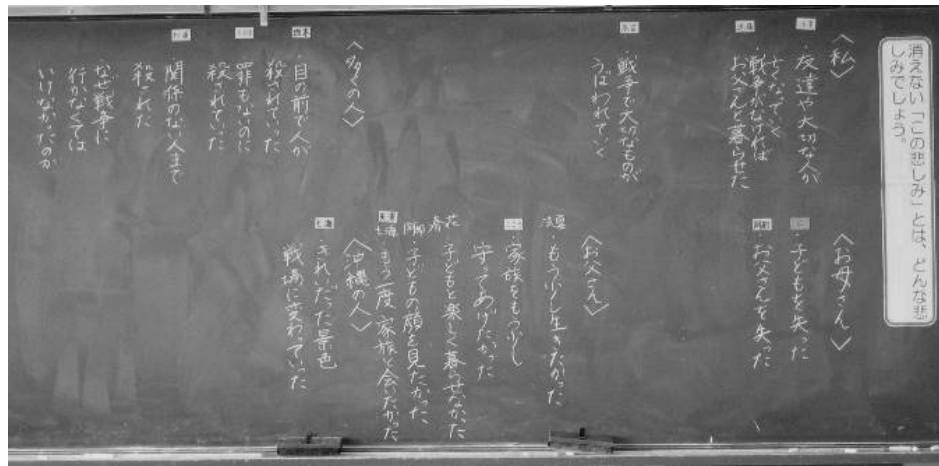 消えない「この悲しみ」とは、どんな悲
しみでしょう。
〈私〉
・友達や大切な人が
亡くなっていく
・戦争がなければ
お父さんと暮らせた
・戦争で大切なものが
うばわれていく
〈お母さん〉
・子どもを失った
・お父さんを失った
〈お父さん〉
・もう少し生きたかった
・家族をもう少し
守ってあげたかった
・子どもと楽しく暮らせなかった
・子どもの顔を見たかった
・もう一度家族と会いたかった
〈沖縄の人〉
・きれいだった景色
戦場に変わっていった
〈多くの人〉
・目の前で人が
殺されていった
罪もないのに
殺されていった
関係のない人まで
殺された
なぜ戦争に
行かなくては
いけなかったのか